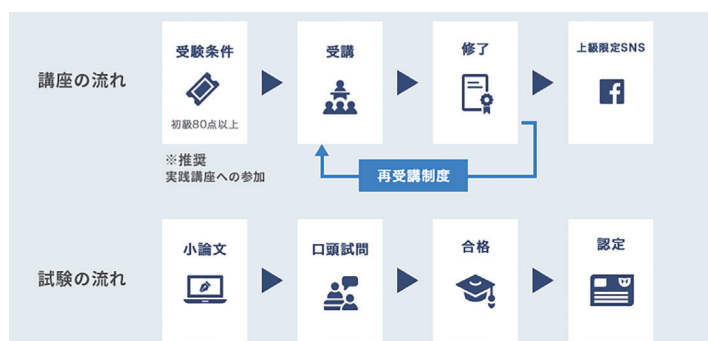 講座の流れ
受験条件
初級80点以上
受講
修了
上級限定SNS
※推奨
実践講座への参加
再受講制度
試験の流れ
小論文
口頭試問
合格
認定